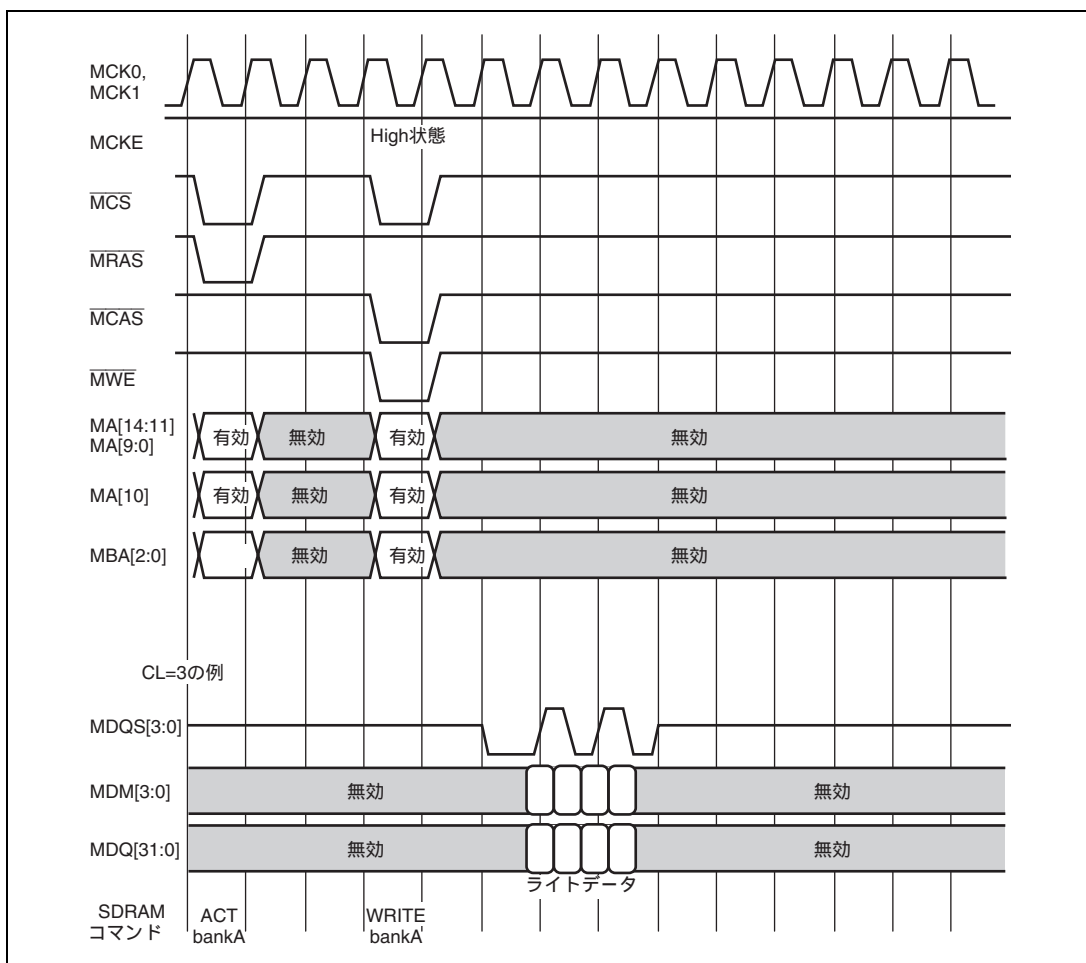 MCK0,
MCK1
MCKE
High状態
MCS
MRAS
MCAS
MWE
MA[14:11]
MA[9:0]
有効 無効 有効 無効
MA[10] 有効 無効 有効 無効
MBA[2:0] 無効 有効 無効
CL=3の例
MDQS[3:0]
MDM[3:0] 無効 無効
MDQ[31:0] 無効 無効
ライトデータ
SDRAM
コマンド
ACT
bankA
WRITE
bankA